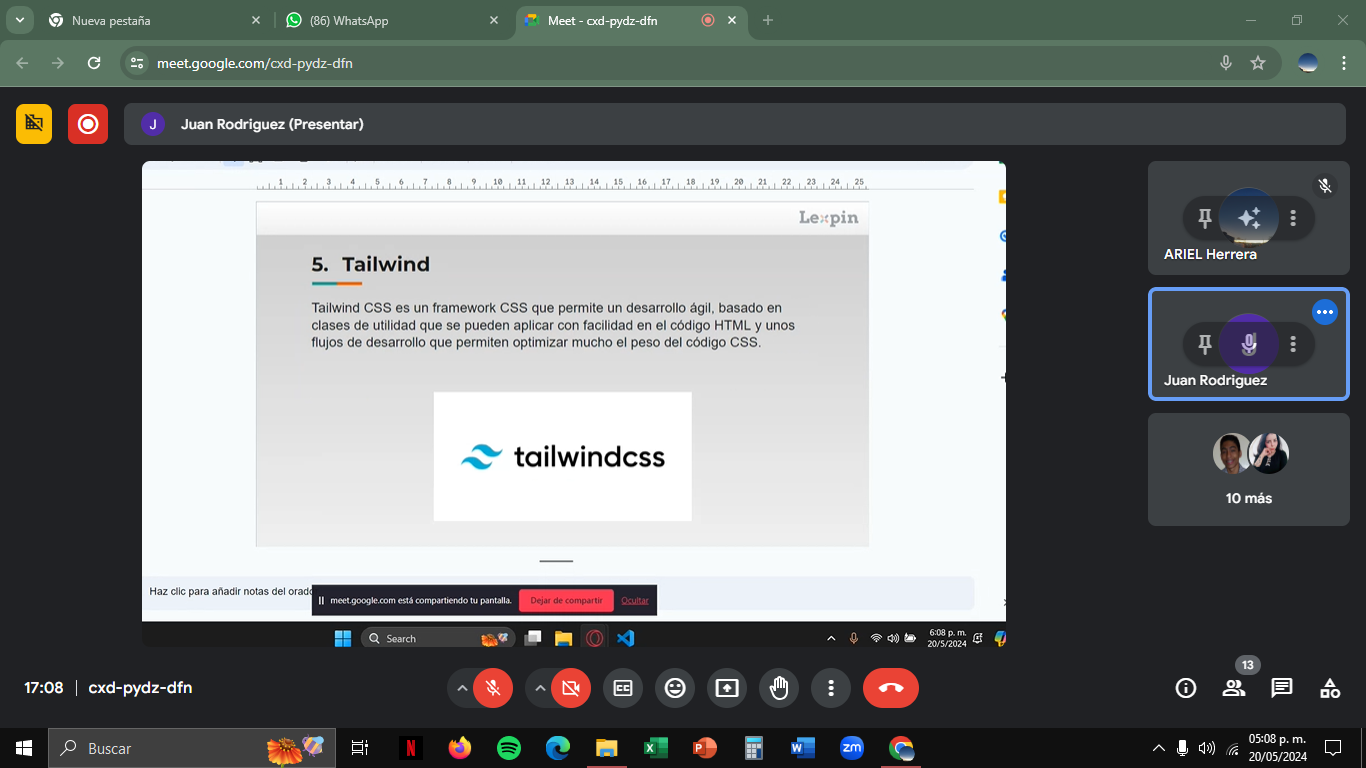 Nueva pestaña
(86) WhatsApp
Meet - cxd-pydz-dfn
meet.google.com/cxd-pydz-dfn
J
Juan Rodriguez (Presentar)
1 2 3 4 5 6 7 8 9 10 11 12 13 14 15 16 17 18 19 20 21 22 23 24 25
Lexpin
5. Tailwind
Tailwind CSS es un framework CSS que permite un desarrollo ágil, basado en
clases de utilidad que se pueden aplicar con facilidad en el código HTML y unos
flujos de desarrollo que permiten optimizar mucho el peso del código CSS.
tailwindcss
Haz clic para añadir notas del orado
meet.google.com está compartiendo tu pantalla.
Dejar de compartir
Ocultar
Search
6:08 p. m.
20/5/2024
ARIEL Herrera
Juan Rodriguez
10 más
17:08
cxd-pydz-dfn
13
Buscar
N
zm
05:08 p. m.
20/05/2024